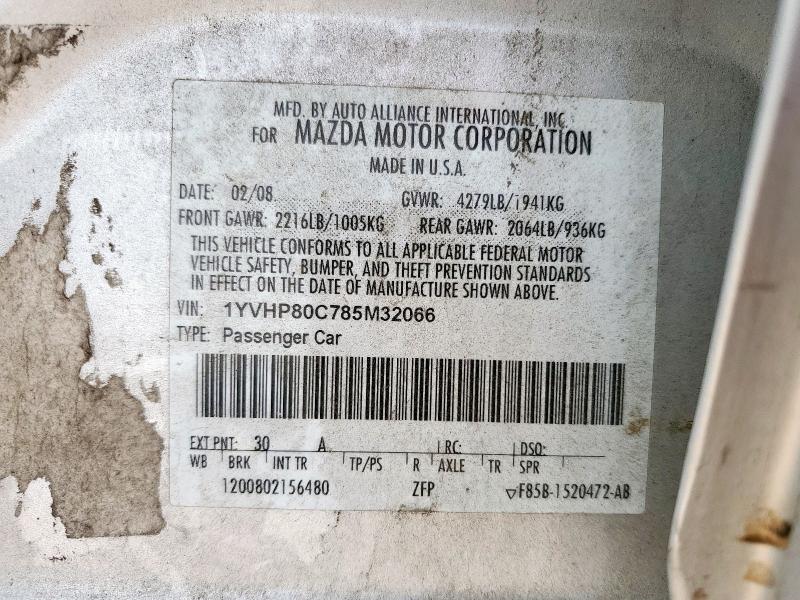 MFD. BY AUTO ALLIANCE INTERNATIONAL, INC.
FOR MAZDA MOTOR CORPORATION
MADE IN U.S.A.
DATE: 02/08 GVWR: 4279LB/1941KG
FRONT GAWR: 2216LB/1005KG REAR GAWR: 2064LB/936KG
THIS VEHICLE CONFORMS TO ALL APPLICABLE FEDERAL MOTOR
VEHICLE SAFETY, BUMPER, AND THEFT PREVENTION STANDARDS
IN EFFECT ON THE DATE OF MANUFACTURE SHOWN ABOVE.
VIN: 1YVHP80C785M32066
TYPE: Passenger Car
EXT PNT: 30 A RC: DSO:
WB BRK INT TR TP/PS R AXLE TR SPR
1200802156480 ZFP F85B-1520472-AB